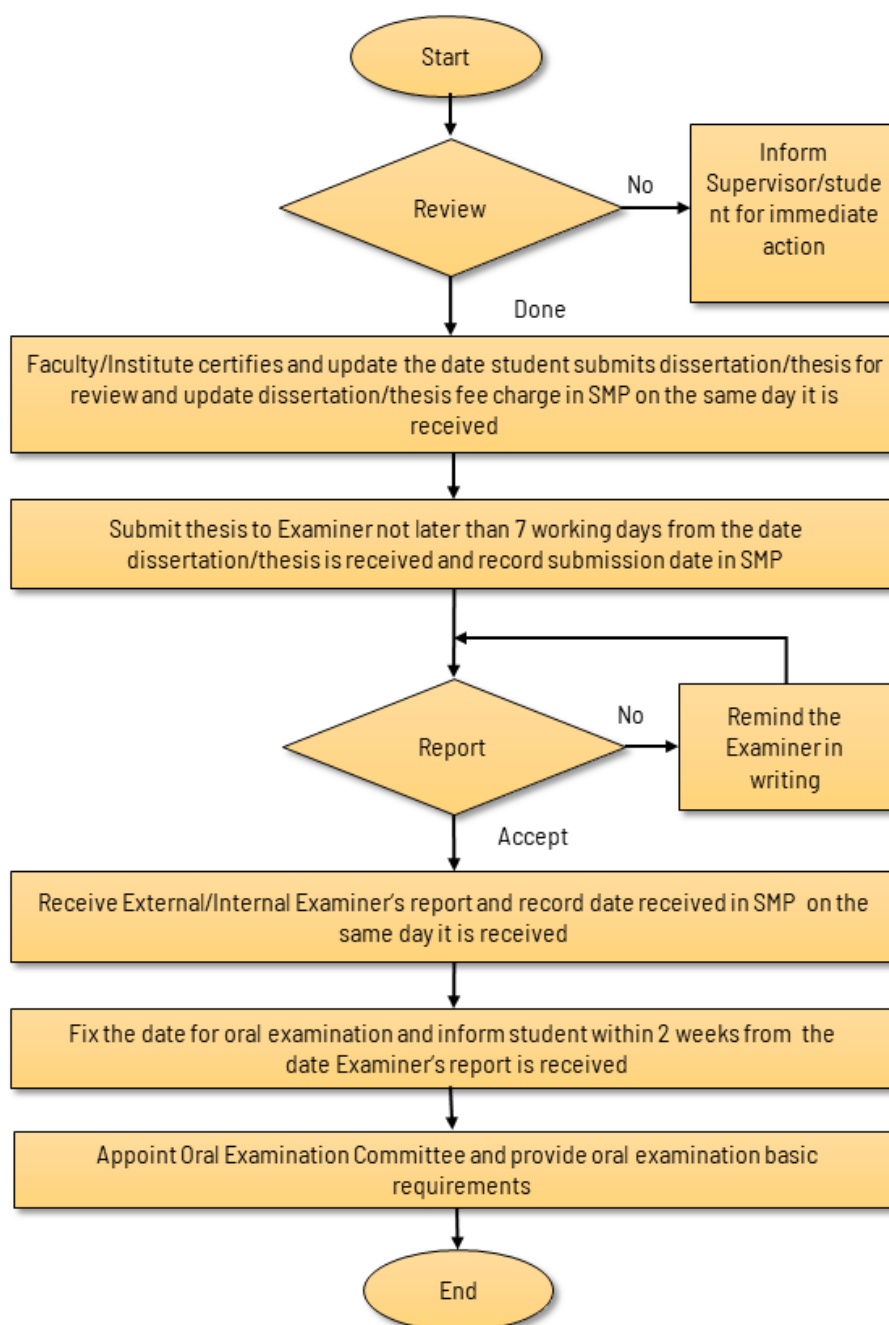 Start
Review
No
Inform
Supervisor/stude
nt for immediate
action
Done
Faculty/Institute certifies and update the date student submits dissertation/thesis for
review and update dissertation/thesis fee charge in SMP on the same day it is
received
Submit thesis to Examiner not later than 7 working days from the date
dissertation/thesis is received and record submission date in SMP
Report
No
Remind the
Examiner in
writing
Accept
Receive External/Internal Examiner's report and record date received in SMP on the
same day it is received
Fix the date for oral examination and inform student within 2 weeks from the
date Examiner's report is received
Appoint Oral Examination Committee and provide oral examination basic
requirements
End